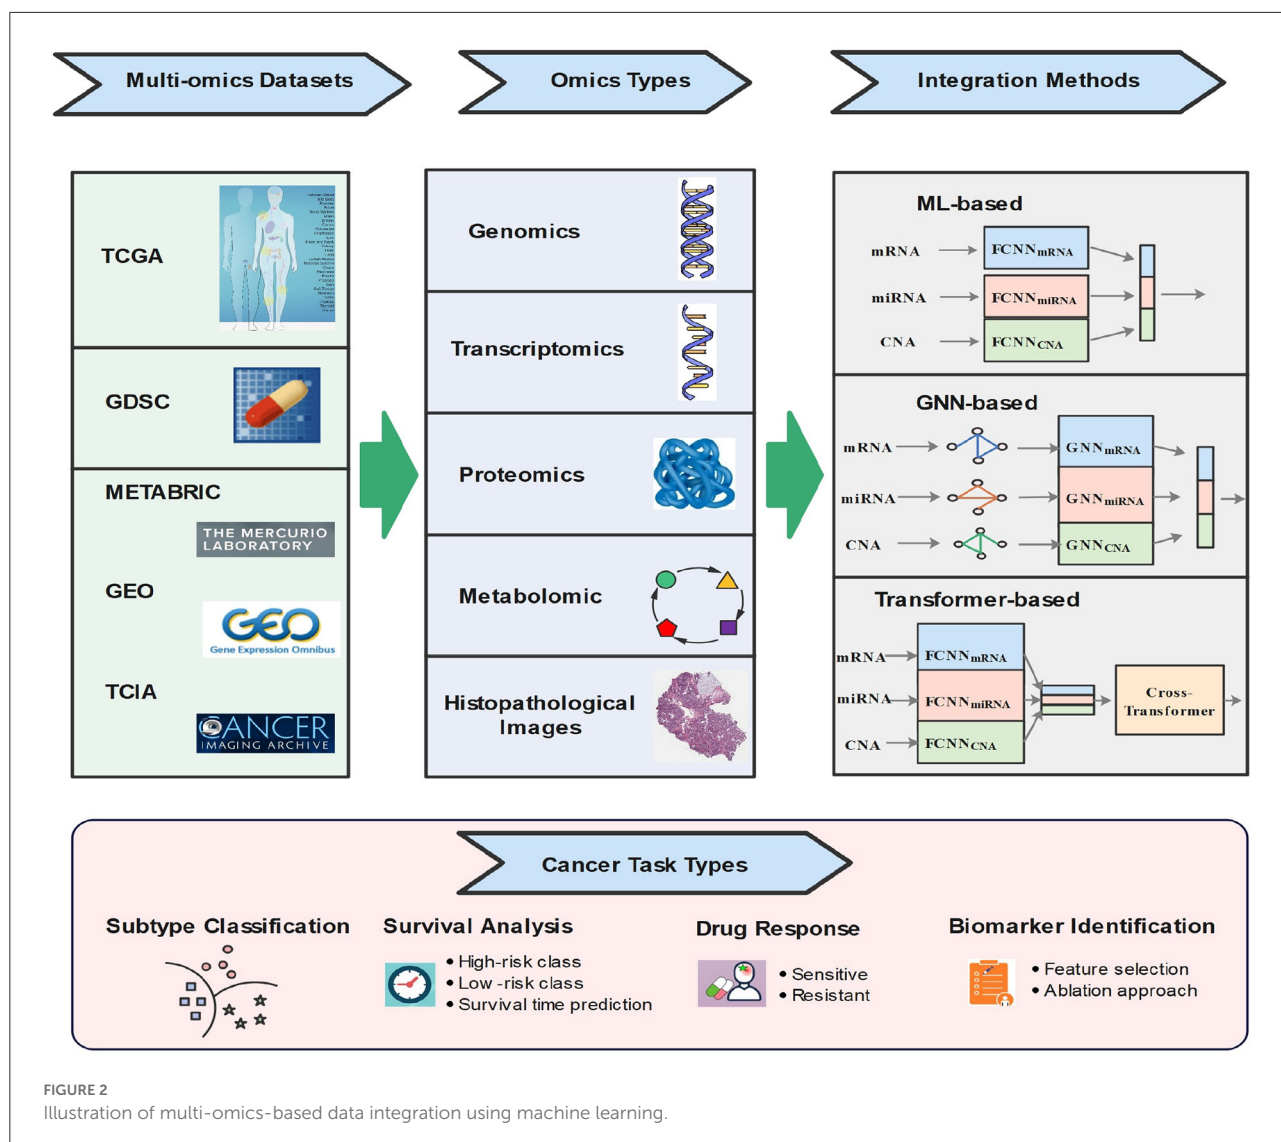 Multi-omics Datasets
Omics Types
Integration Methods
TCGA
GDSC
METABRIC
THE MERCURIO
LABORATORY
GEO
GEO
Gene Expression Omnibus
TCIA
CANCER
IMAGING ARCHIVE
Genomics
Transcriptomics
Proteomics
Metabolomic
Histopathological
Images
ML-based
mRNA
FCNNmRNA
miRNA
FCNNmiRNA
CNA
FCNNCNA
GNN-based
mRNA
GNNmRNA
miRNA
GNNmiRNA
CNA
GNNCNA
Transformer-based
mRNA
FCNNmRNA
miRNA
FCNNmiRNA
CNA
FCNNCNA
Cross-
Transformer
Cancer Task Types
Subtype Classification
Survival Analysis
• High-risk class
• Low -risk class
• Survival time prediction
Drug Response
• Sensitive
• Resistant
Biomarker Identification
• Feature selection
• Ablation approach
FIGURE 2
Illustration of multi-omics-based data integration using machine learning.